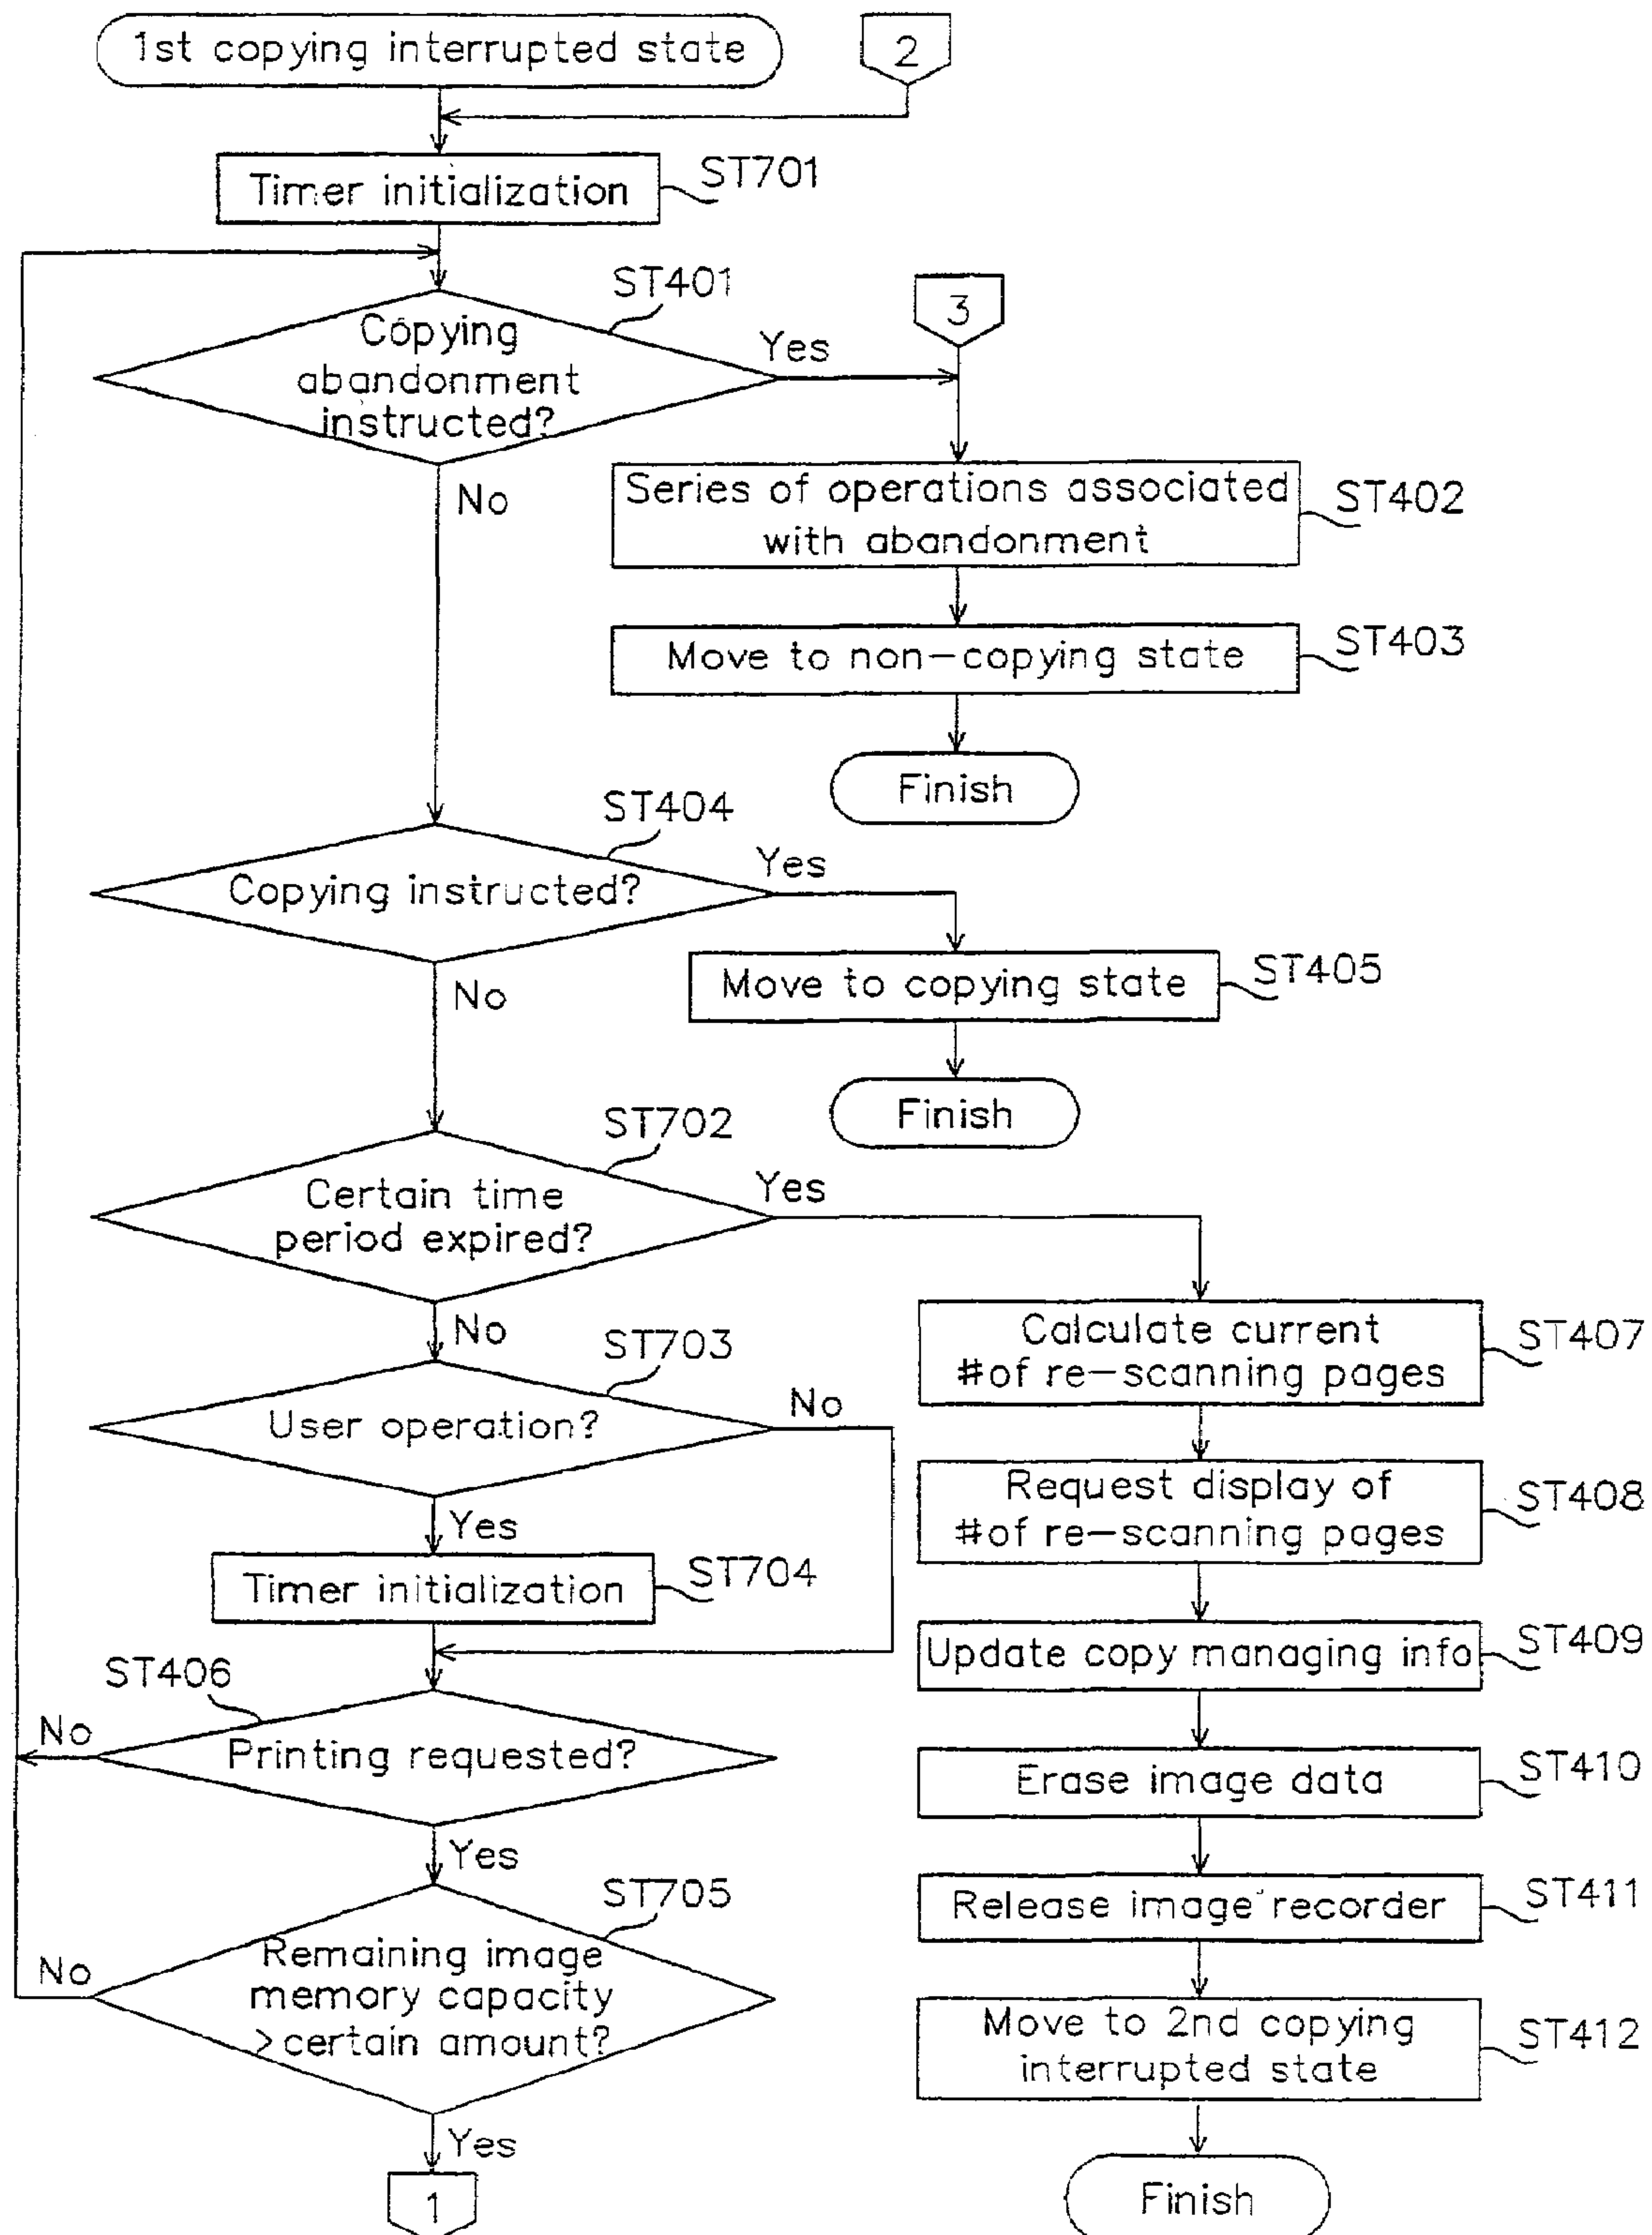 1st copying interrupted state
2
Timer initialization
ST701
ST401
Copying
abandonment
instructed?
Yes
No
3
Series of operations associated
with abandonment
ST402
Move to non-copying state
ST403
Finish
ST404
Copying instructed?
Yes
No
Move to copying state
ST405
Finish
ST702
Certain time
period expired?
Yes
No
ST703
User operation?
No
Yes
Timer initialization
ST704
ST406
Printing requested?
No
Yes
ST705
Remaining image
memory capacity
>certain amount?
No
Yes
1
Calculate current
#of re-scanning pages
ST407
Request display of
#of re-scanning pages
ST408
Update copy managing info
ST409
Erase image data
ST410
Release image recorder
ST411
Move to 2nd copying
interrupted state
ST412
Finish